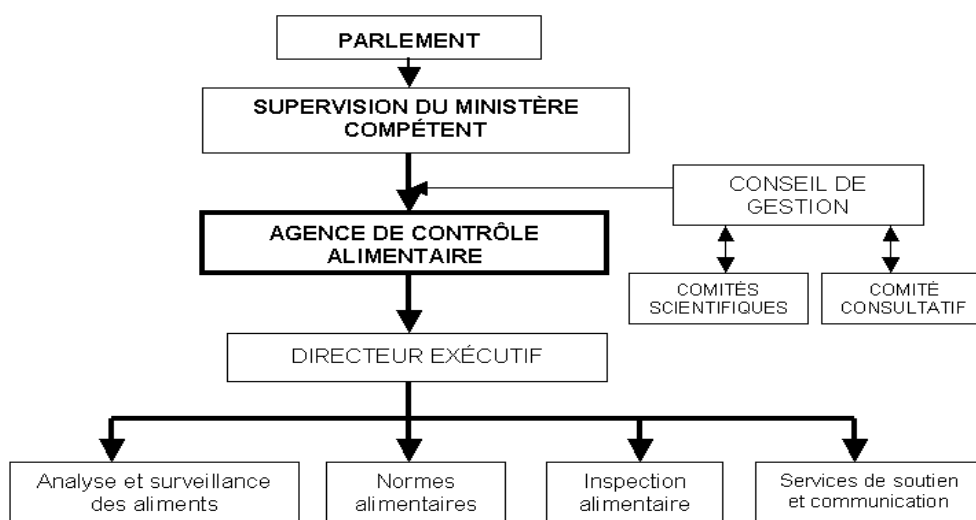 PARLEMENT
SUPERVISION DU MINISTÈRE
COMPÉTENT
CONSEIL DE
GESTION
AGENCE DE CONTRÔLE
ALIMENTAIRE
COMITÉS
SCIENTIFIQUES
COMITÉ
CONSULTATIF
DIRECTEUR EXÉCUTIF
Analyse et surveillance
des aliments
Normes
alimentaires
Inspection
alimentaire
Services de soutien
et communication